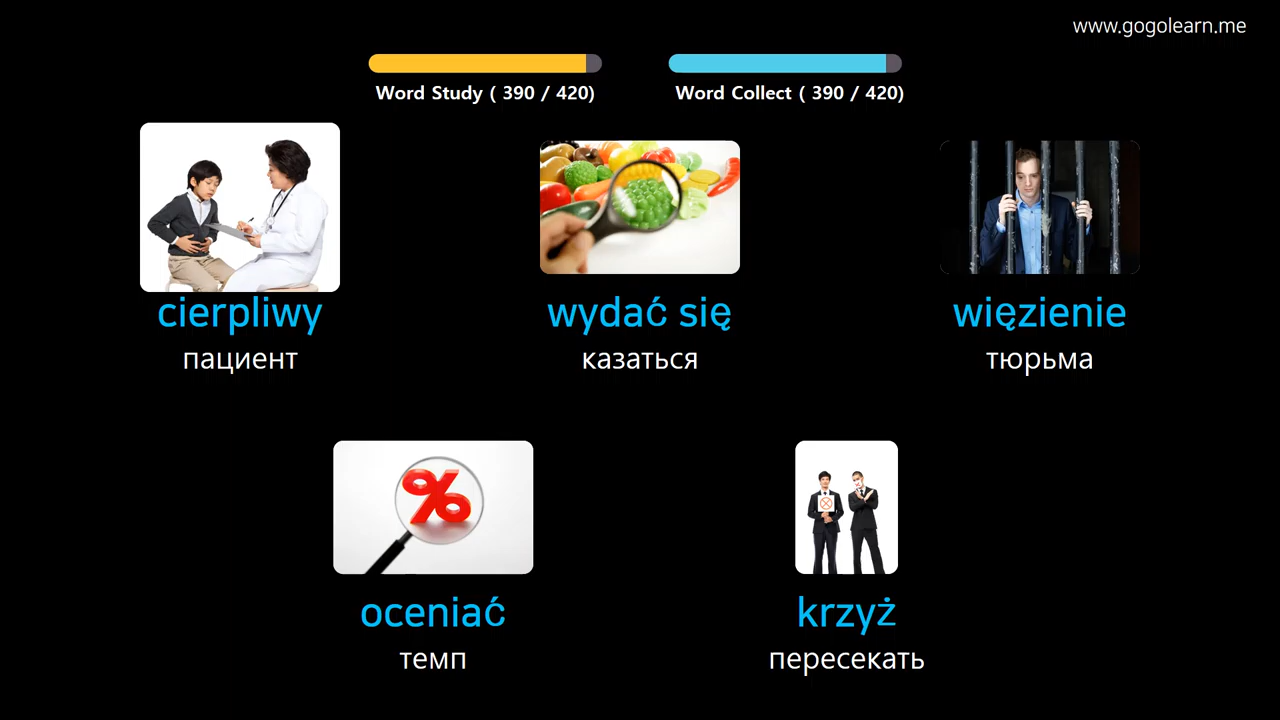 www.gogolearn.me
Word Study ( 390 / 420)
Word Collect ( 390 / 420)
cierpliwy
пациент
wydać się
казаться
więzienie
тюрьма
%
oceniać
темп
krzyż
пересекать